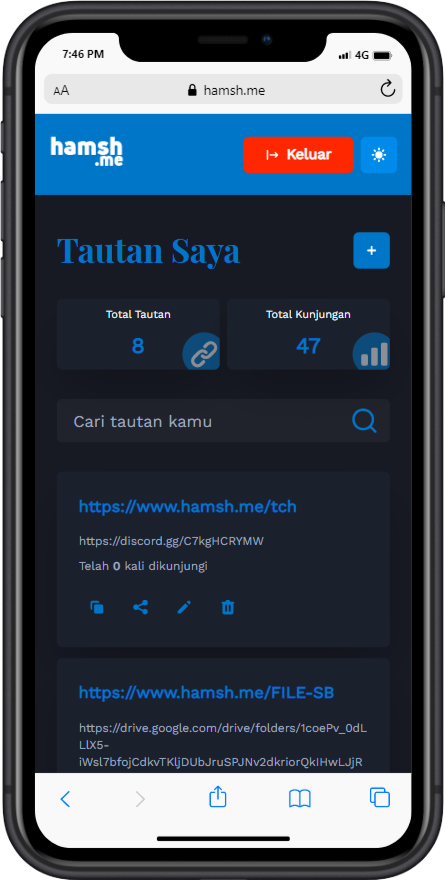 7:46 PM
4G
AA
hamsh.me
hamsh
.me
Keluar
Tautan Saya
+
Total Tautan
8
Total Kunjungan
47
Cari tautan kamu
https://www.hamsh.me/tch
https://discord.gg/C7kgHCRYMW
Telah 0 kali dikunjungi
https://www.hamsh.me/FILE-SB
https://drive.google.com/drive/folders/1coePv_0dL
LlX5-
iWsl7bfojCdkvTKljDUbJruSPJNv2dkriorQkIHwLJjR